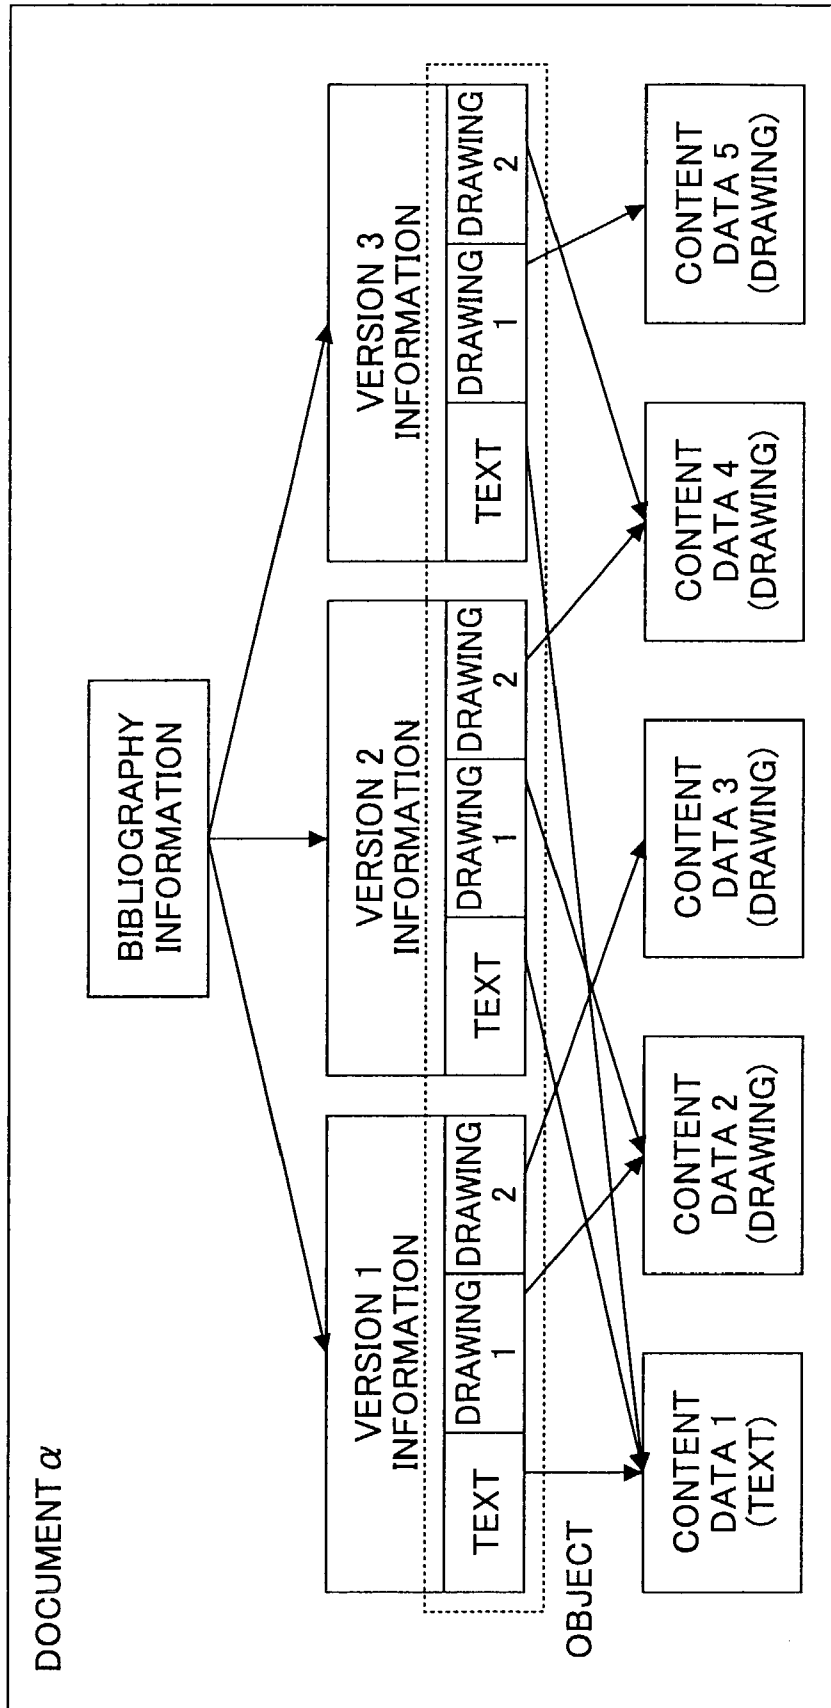 DOCUMENT α
BIBLIOGRAPHY
INFORMATION
VERSION 1
INFORMATION
TEXT
DRAWING
1
DRAWING
2
VERSION 2
INFORMATION
TEXT
DRAWING
1
DRAWING
2
VERSION 3
INFORMATION
TEXT
DRAWING
1
DRAWING
2
OBJECT
CONTENT
DATA 1
(TEXT)
CONTENT
DATA 2
(DRAWING)
CONTENT
DATA 3
(DRAWING)
CONTENT
DATA 4
(DRAWING)
CONTENT
DATA 5
(DRAWING)